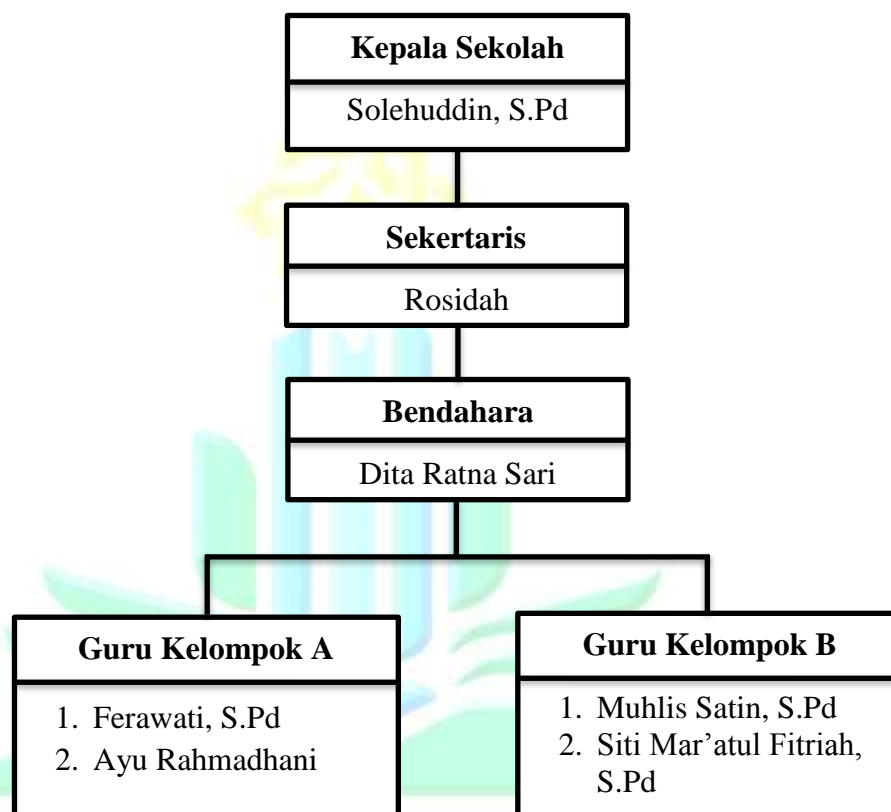 Kepala Sekolah
Solehuddin, S.Pd
Sekertaris
Rosidah
Bendahara
Dita Ratna Sari
Guru Kelompok A
1. Ferawati, S.Pd
2. Ayu Rahmadhani
Guru Kelompok B
1. Muhlis Satin, S.Pd
2. Siti Mar’atul Fitriah,
S.Pd